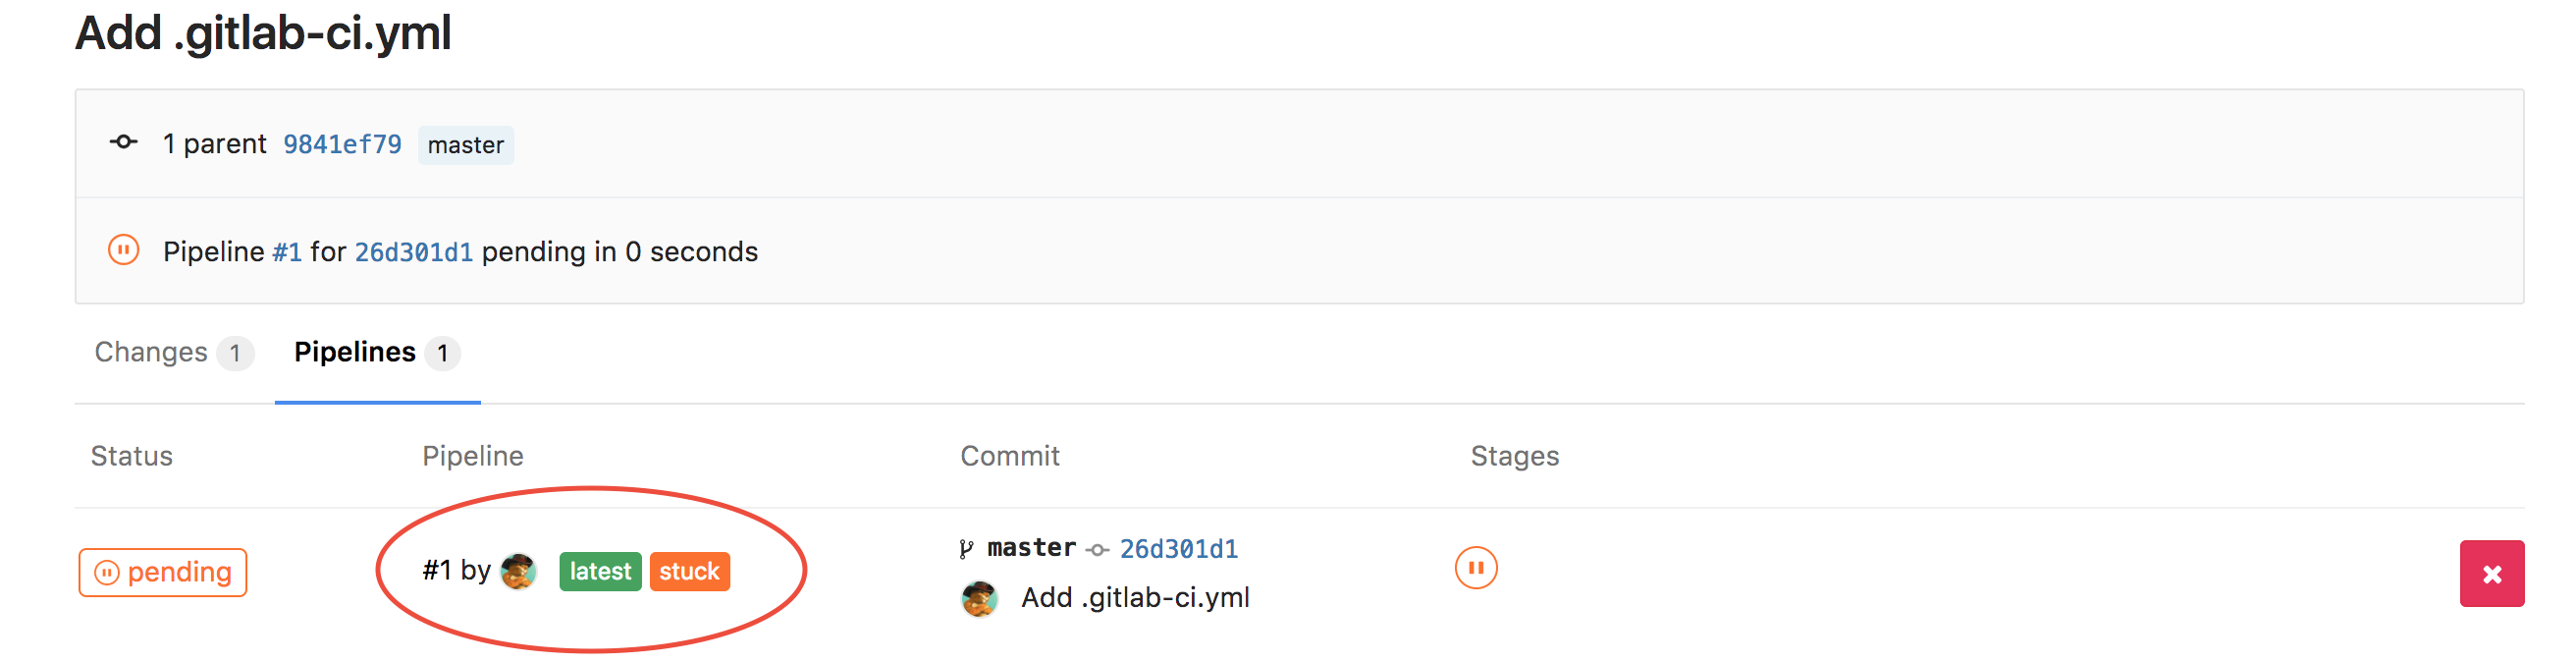 Add .gitlab-ci.yml
1 parent 9841ef79 master
Pipeline #1 for 26d301d1 pending in 0 seconds
Changes 1 Pipelines 1
Status Pipeline Commit Stages
pending #1 by latest stuck master 26d301d1
Add .gitlab-ci.yml